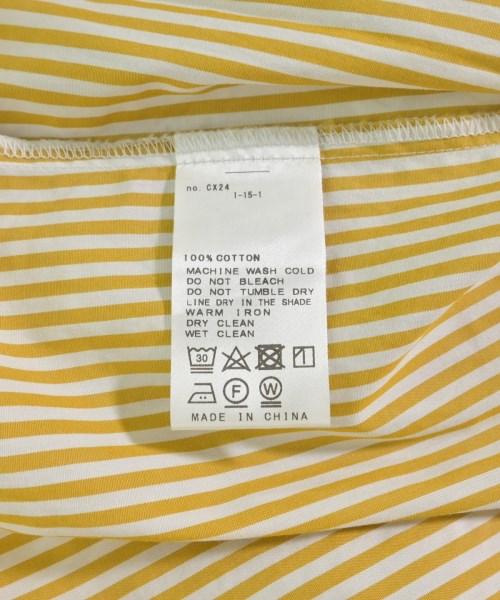 no. CX24
1-15-1
100% COTTON
MACHINE WASH COLD
DO NOT BLEACH
DO NOT TUMBLE DRY
LINE DRY IN THE SHADE
WARM IRON
DRY CLEAN
WET CLEAN
30
F W
MADE IN CHINA